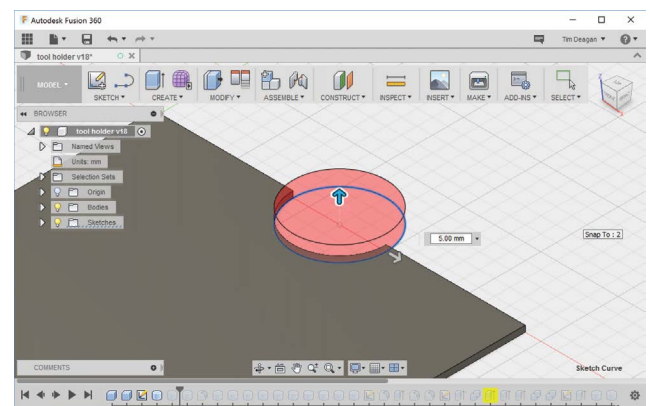 Autodesk Fusion 360
Tim Deagan
tool holder v18*
MODEL
SKETCH
CREATE
MODIFY
ASSEMBLE
CONSTRUCT
INSPECT
INSERT
MAKE
ADD-INS
SELECT
BROWSER
tool holder v18
Named Views
Units: mm
Selection Sets
Origin
Bodies
Sketches
5.00 mm
Snap To : 2
COMMENTS
Sketch Curve